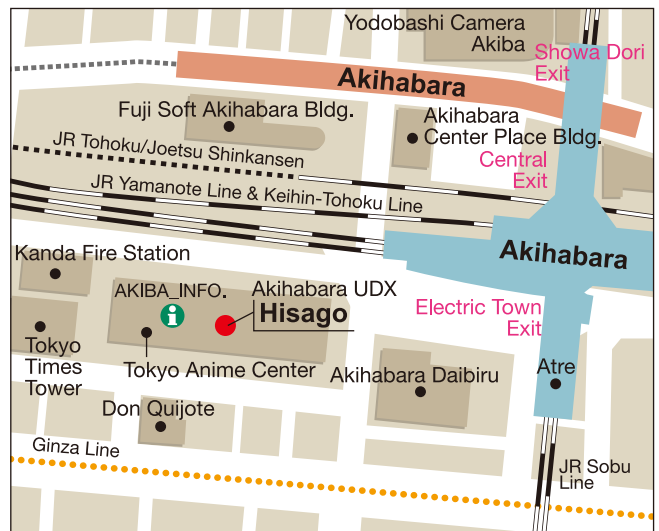 Yodobashi Camera
Akiba
Showa Dori
Exit
Akihabara
Fuji Soft Akihabara Bldg.
Akihabara
Center Place Bldg.
JR Tohoku/Joetsu Shinkansen
Central
Exit
JR Yamanote Line & Keihin-Tohoku Line
Akihabara
Kanda Fire Station
AKIBA_INFO.
i
Akihabara UDX
Hisago
Electric Town
Exit
Tokyo
Times
Tower
Tokyo Anime Center
Akihabara Daibiru
Atre
Don Quijote
Ginza Line
JR Sobu
Line